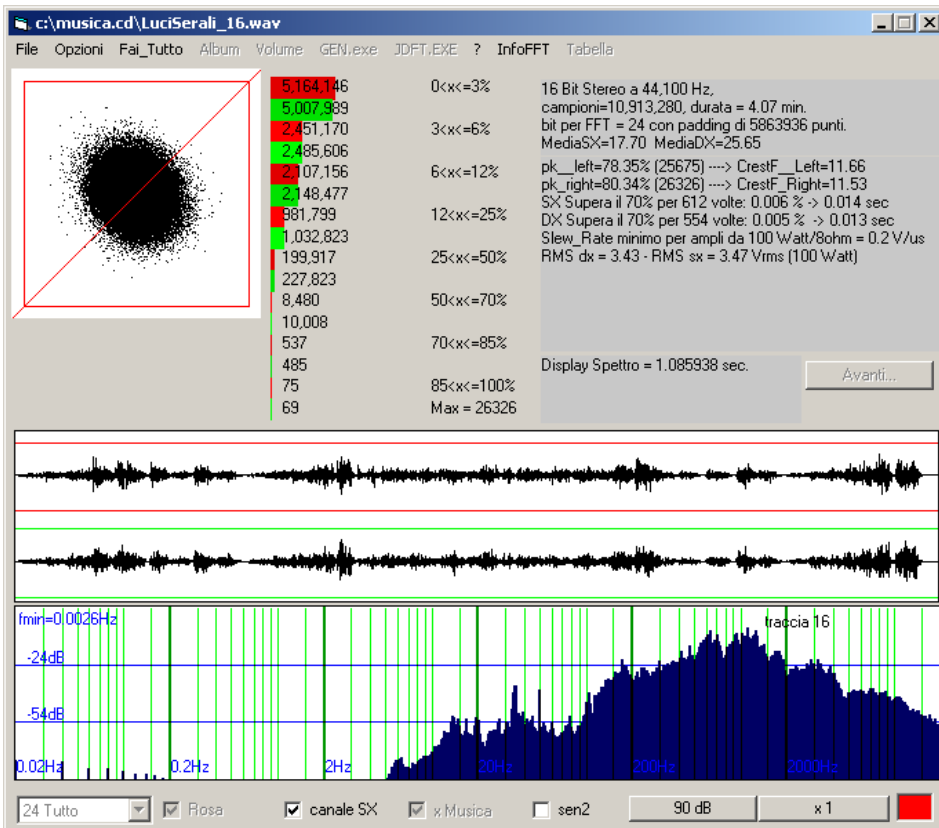 c:\musica.cd\LuciSerali_16.wav
File Opzioni Fai_Tutto Album Volume GEN.exe JDFT.EXE ? InfoFFT Tabella
5,164,146 0<x<=3%
5,007,989
2,451,170 3<x<=6%
2,485,606
2,107,156 6<x<=12%
2,148,477
981,799 12<x<=25%
1,032,823
199,917 25<x<=50%
227,823
8,480 50<x<=70%
10,008
537 70<x<=85%
485
75 85<x<=100%
69 Max = 26326
16 Bit Stereo a 44,100 Hz,
campioni=10,913,280, durata = 4.07 min.
bit per FFT = 24 con padding di 5863936 punti.
MediaSX=17.70 MediaDX=25.65
pk__left=78.35% (25675) ----> CrestF__Left=11.66
pk_right=80.34% (26326) ----> CrestF_Right=11.53
SX Supera il 70% per 612 volte: 0.006 % -> 0.014 sec
DX Supera il 70% per 554 volte: 0.005 % -> 0.013 sec
Slew_Rate minimo per ampli da 100 Watt/8ohm = 0.2 V/us
RMS dx = 3.43 - RMS sx = 3.47 Vrms (100 Watt)
Display Spettro = 1.085938 sec.
Avanti...
fmin=0.0026Hz
traccia 16
-24dB
-54dB
0.02Hz 0.2Hz 2Hz 20Hz 200Hz 2000Hz
24 Tutto Rosa canale SX x Musica sen2 90 dB x 1